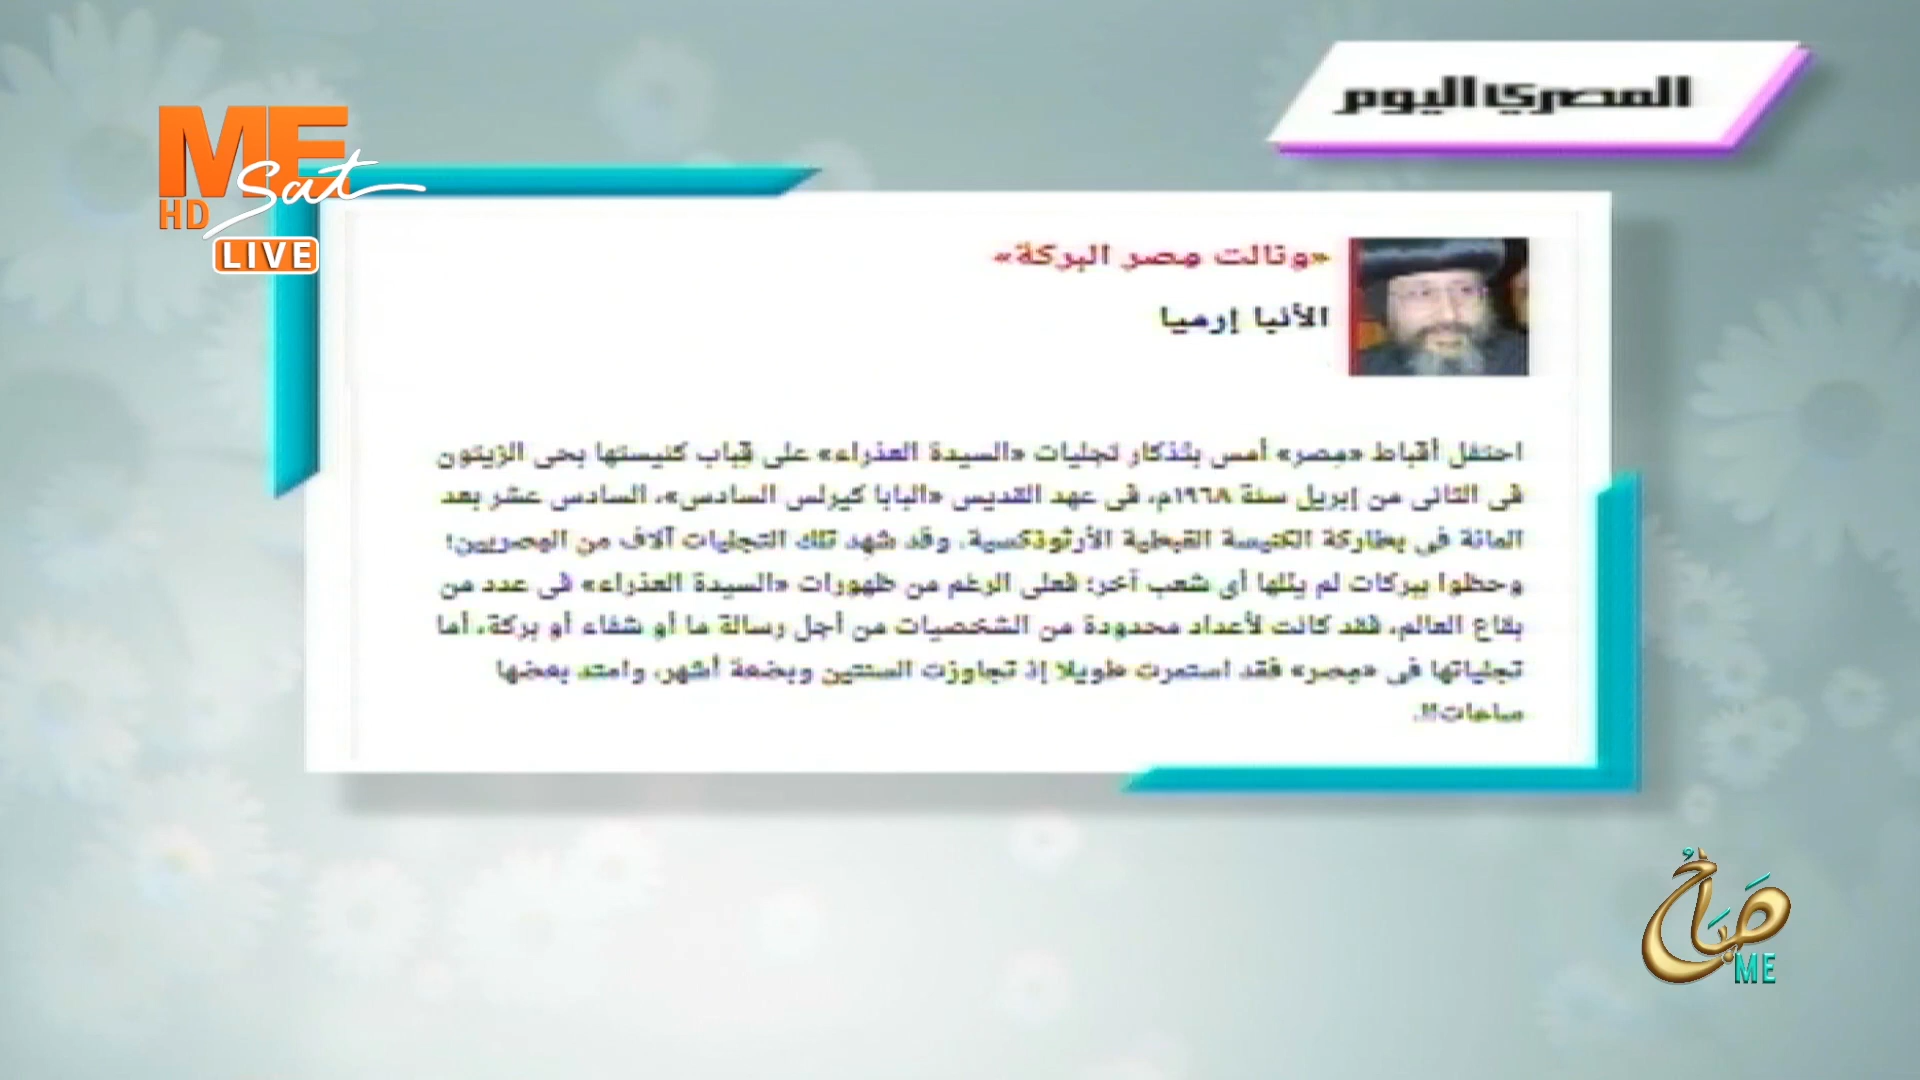 المصري اليوم
ME
Sat
HD
LIVE
«ونالت مصر البركة»
الأنبا إرميا
احتفل أقباط «مصر» أمس بتذكار تجليات «السيدة العذراء» على قباب كنيستها بحى الزيتون
فى الثانى من إبريل سنة ١٩٦٨م، فى عهد القديس «البابا كيرلس السادس»، السادس عشر بعد
المائة فى بطاركة الكنيسة القبطية الأرثوذكسية. وقد شهد تلك التجليات آلاف من المصريين؛
وحظوا ببركات لم ينلها أى شعب آخر؛ فعلى الرغم من ظهورات «السيدة العذراء» فى عدد من
بقاع العالم، فقد كانت لأعداد محدودة من الشخصيات من أجل رسالة ما أو شفاء أو بركة، أما
تجلياتها فى «مصر» فقد استمرت طويلا إذ تجاوزت السنتين وبضعة أشهر، وامتد بعضها
ساعات!!.
صَبَاحُ
ME